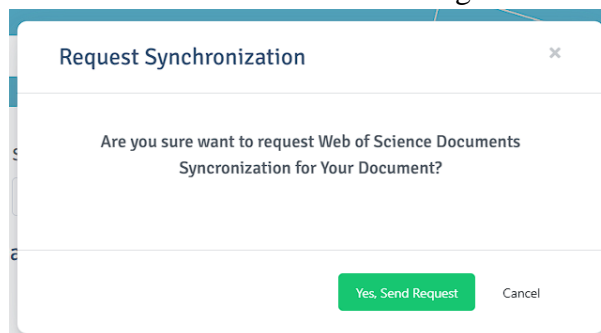 Request Synchronization
×
Are you sure want to request Web of Science Documents
Syncronization for Your Document?
Yes, Send Request Cancel